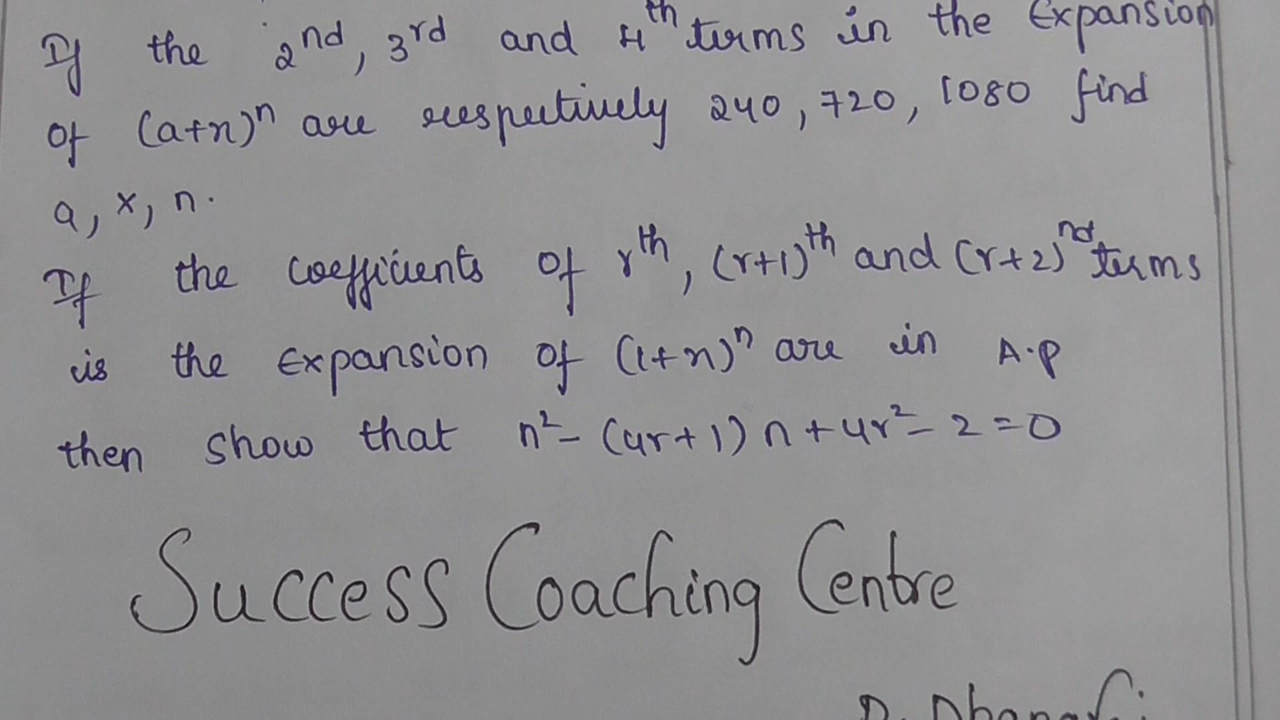 If the 2nd, 3rd and 4th terms in the Expansion
of (a+x)ⁿ are respectively 240, 720, 1080 find
a, x, n.
If the coefficients of rth, (r+1)th and (r+2)nd terms
is the Expansion of (1+x)ⁿ are in A.P
then show that n²-(4r+1)n+4r²-2=0
Success Coaching Centre